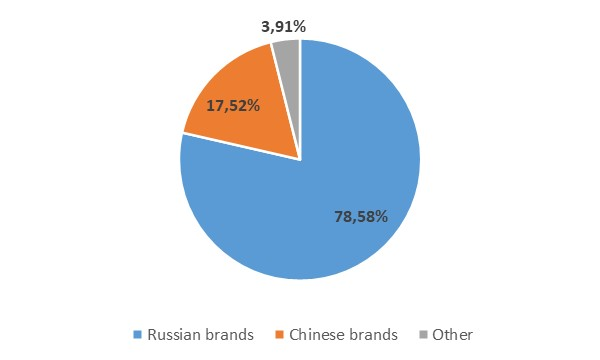 3,91%
17,52%
78,58%
Russian brands Chinese brands Other